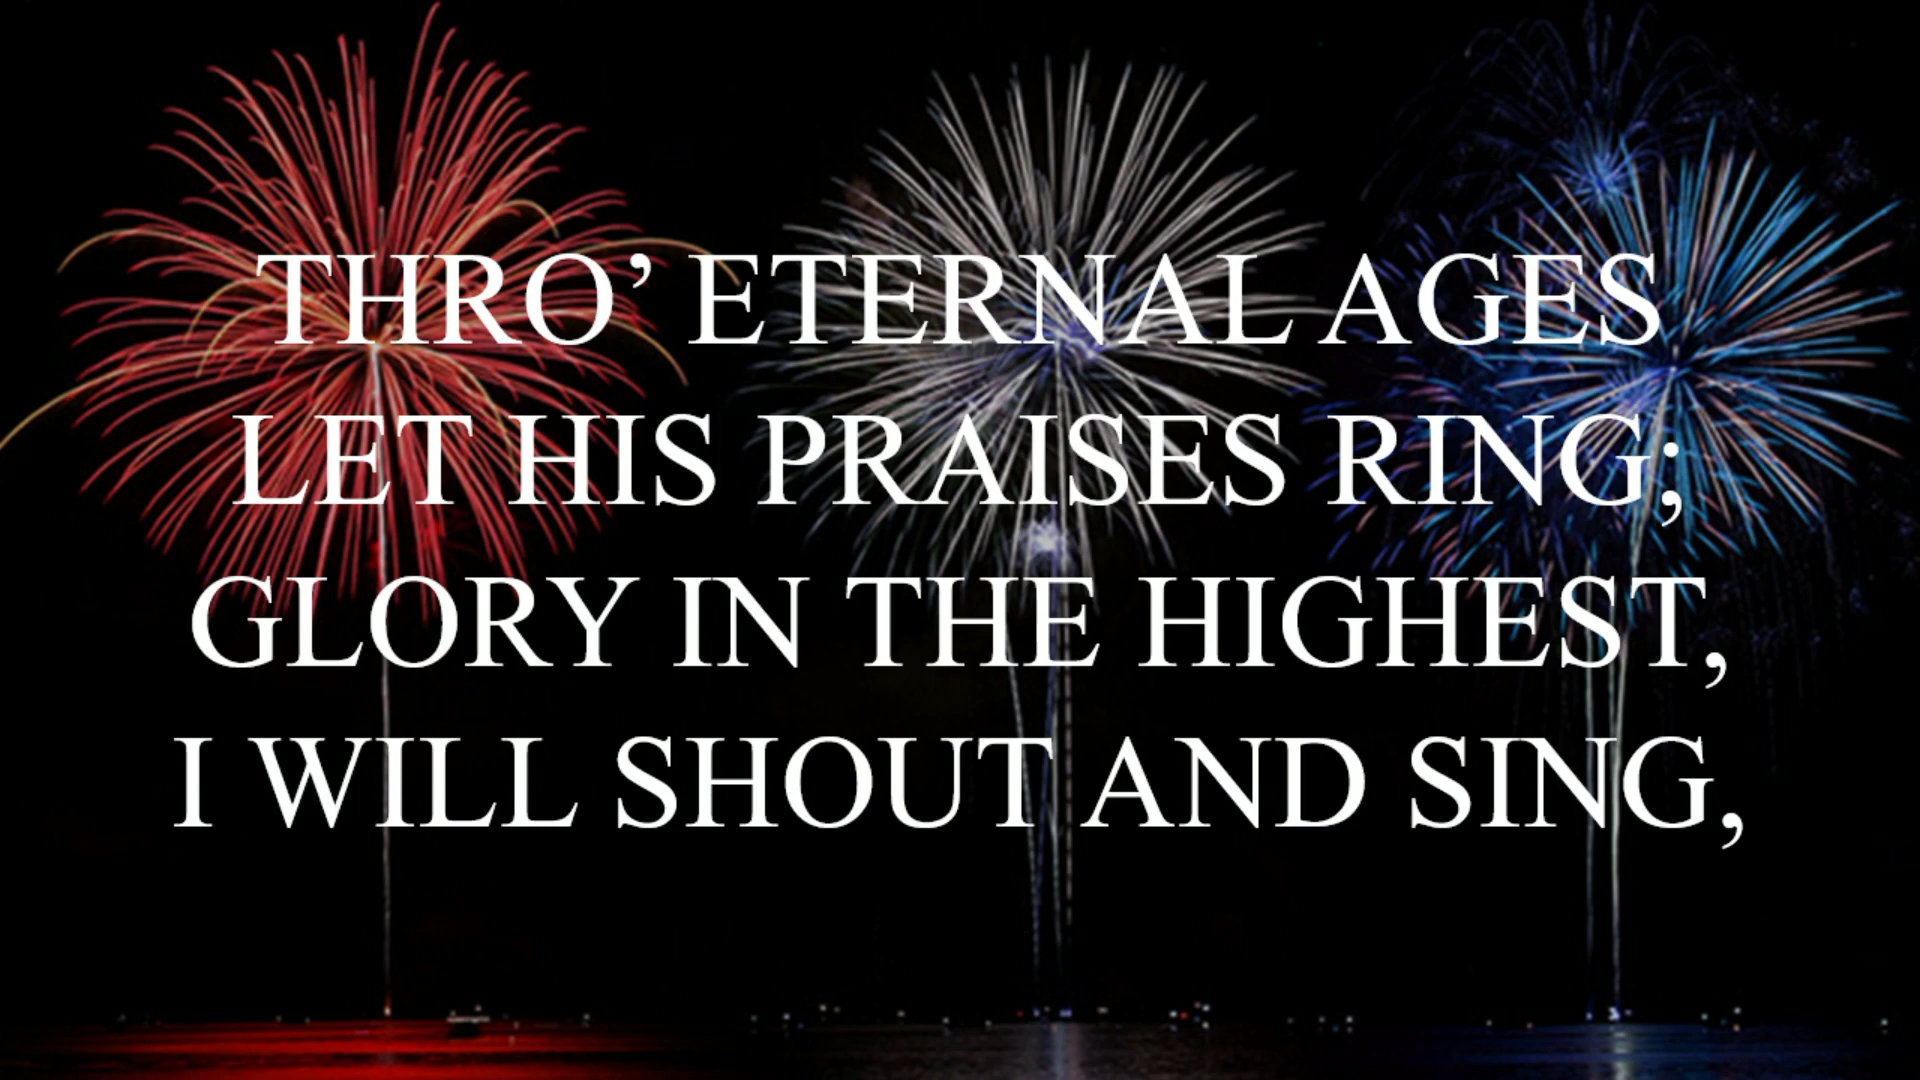 THRO’ ETERNAL AGES
LET HIS PRAISES RING;
GLORY IN THE HIGHEST,
I WILL SHOUT AND SING,